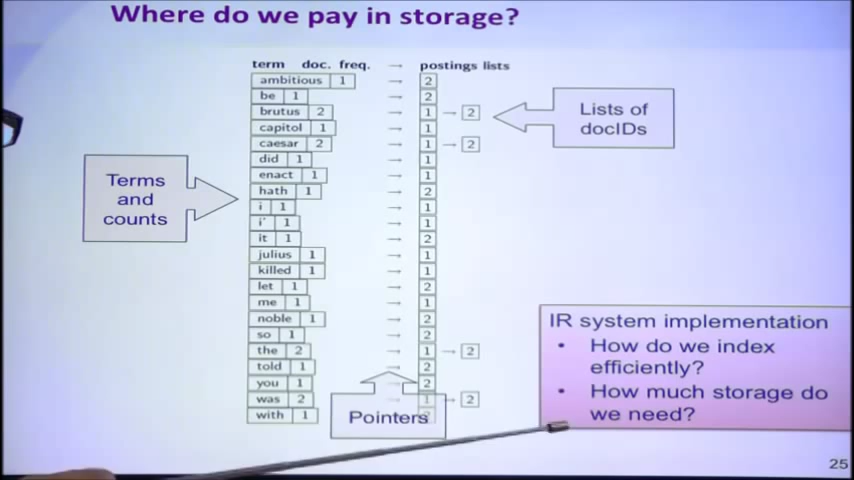 Where do we pay in storage?
term doc. freq. → postings lists
ambitious 1 → 2
be 1 → 2
brutus 2 → 1 → 2
capitol 1 → 1
caesar 2 → 1 → 2
did 1 → 1
enact 1 → 1
hath 1 → 2
i 1 → 1
i' 1 → 1
it 1 → 2
julius 1 → 1
killed 1 → 1
let 1 → 2
me 1 → 1
noble 1 → 2
so 1 → 2
the 2 → 1 → 2
told 1 → 2
you 1 → 2
was 2 → 1 → 2
with 1 2
Lists of
docIDs
Terms
and
counts
Pointers
IR system implementation
• How do we index
efficiently?
• How much storage do
we need?
25